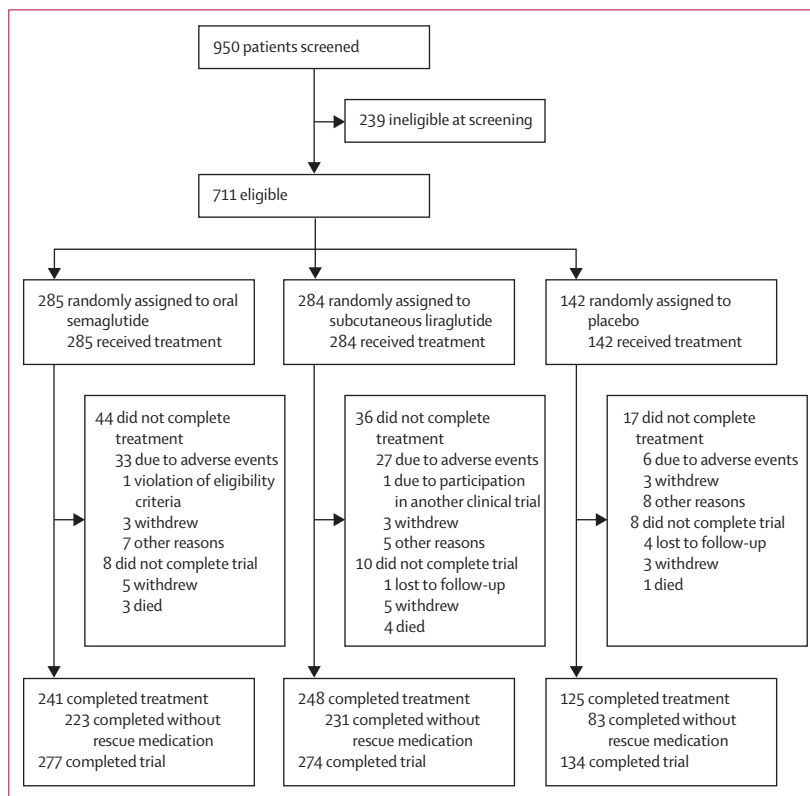 950 patients screened
239 ineligible at screening
711 eligible
285 randomly assigned to oral
semaglutide
285 received treatment
284 randomly assigned to
subcutaneous liraglutide
284 received treatment
142 randomly assigned to
placebo
142 received treatment
44 did not complete
treatment
33 due to adverse events
1 violation of eligibility
criteria
3 withdrew
7 other reasons
8 did not complete trial
5 withdrew
3 died
36 did not complete
treatment
27 due to adverse events
1 due to participation
in another clinical trial
3 withdrew
5 other reasons
10 did not complete trial
1 lost to follow-up
5 withdrew
4 died
17 did not complete
treatment
6 due to adverse events
3 withdrew
8 other reasons
8 did not complete trial
4 lost to follow-up
3 withdrew
1 died
241 completed treatment
223 completed without
rescue medication
277 completed trial
248 completed treatment
231 completed without
rescue medication
274 completed trial
125 completed treatment
83 completed without
rescue medication
134 completed trial